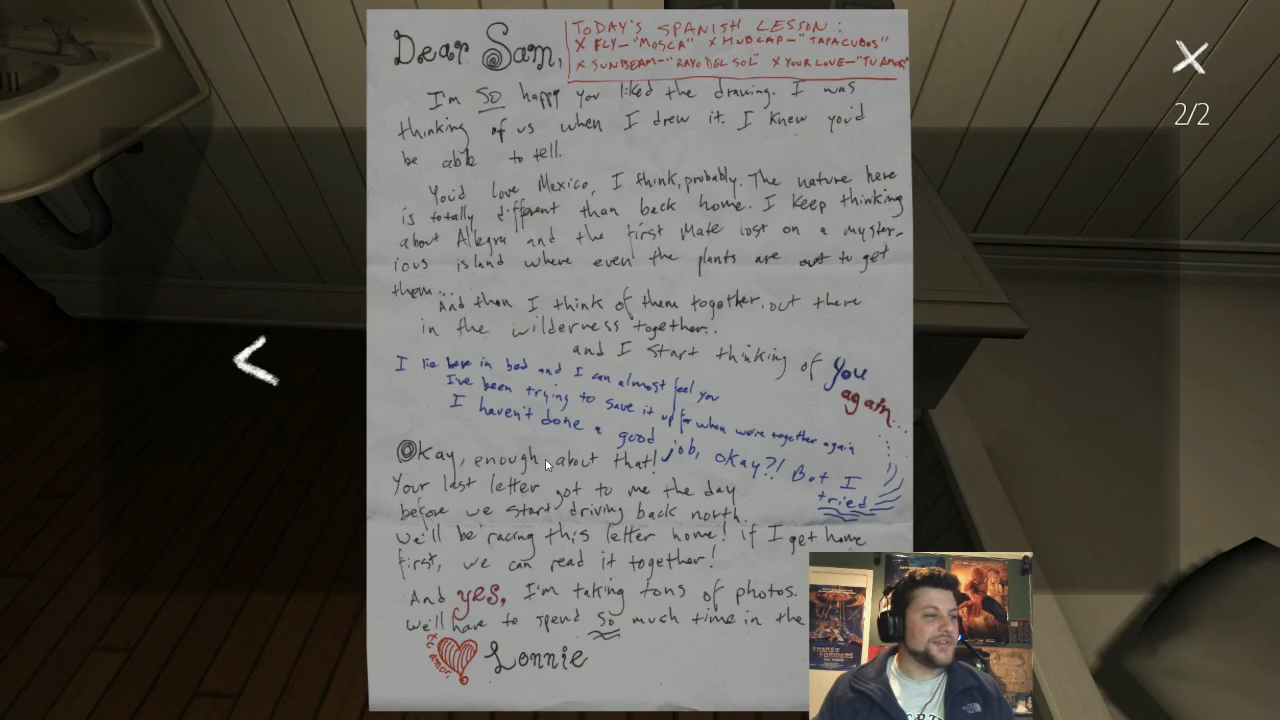 Dear Sam,
TODAY'S SPANISH LESSON:
x FLY—"MOSCA" x HUBCAP—"TAPACUBOS"
x SUNBEAM—"RAYO DEL SOL" x YOUR LOVE—"TU AMOR"
2/2
I'm SO happy you liked the drawing. I was
thinking of us when I drew it. I knew you'd
be able to tell.
You'd love Mexico, I think, probably. The nature here
is totally different than back home. I keep thinking
about Allegra and the First Mate lost on a myster-
ious island where even the plants are out to get
them...
And then I think of them together, out there
in the wilderness together..
and I start thinking of you
again...
I lie here in bed and I can almost feel you
I've been trying to save it up for when we're together again
I haven't done a good job, okay?! But I
tried
Okay, enough about that!
Your last letter got to me the day
before we start driving back north.
We'll be racing this letter home! if I get home
first, we can read it together!
And yes, I'm taking tons of photos.
We'll have to spend SO much time in the
tu amor,
Lonnie
TRANSFORMERS
THE MOVIE